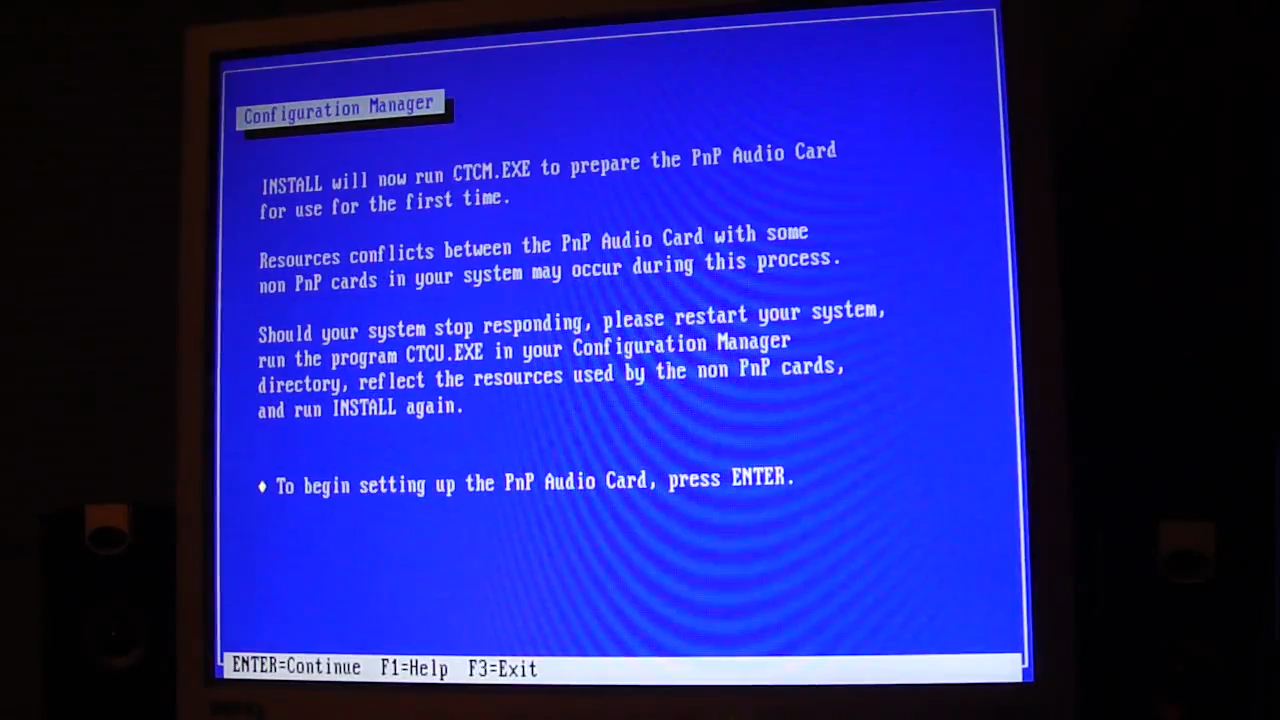 Configuration Manager
INSTALL will now run CTCM.EXE to prepare the PnP Audio Card
for use for the first time.
Resources conflicts between the PnP Audio Card with some
non PnP cards in your system may occur during this process.
Should your system stop responding, please restart your system,
run the program CTCU.EXE in your Configuration Manager
directory, reflect the resources used by the non PnP cards,
and run INSTALL again.
♦ To begin setting up the PnP Audio Card, press ENTER.
ENTER=Continue F1=Help F3=Exit